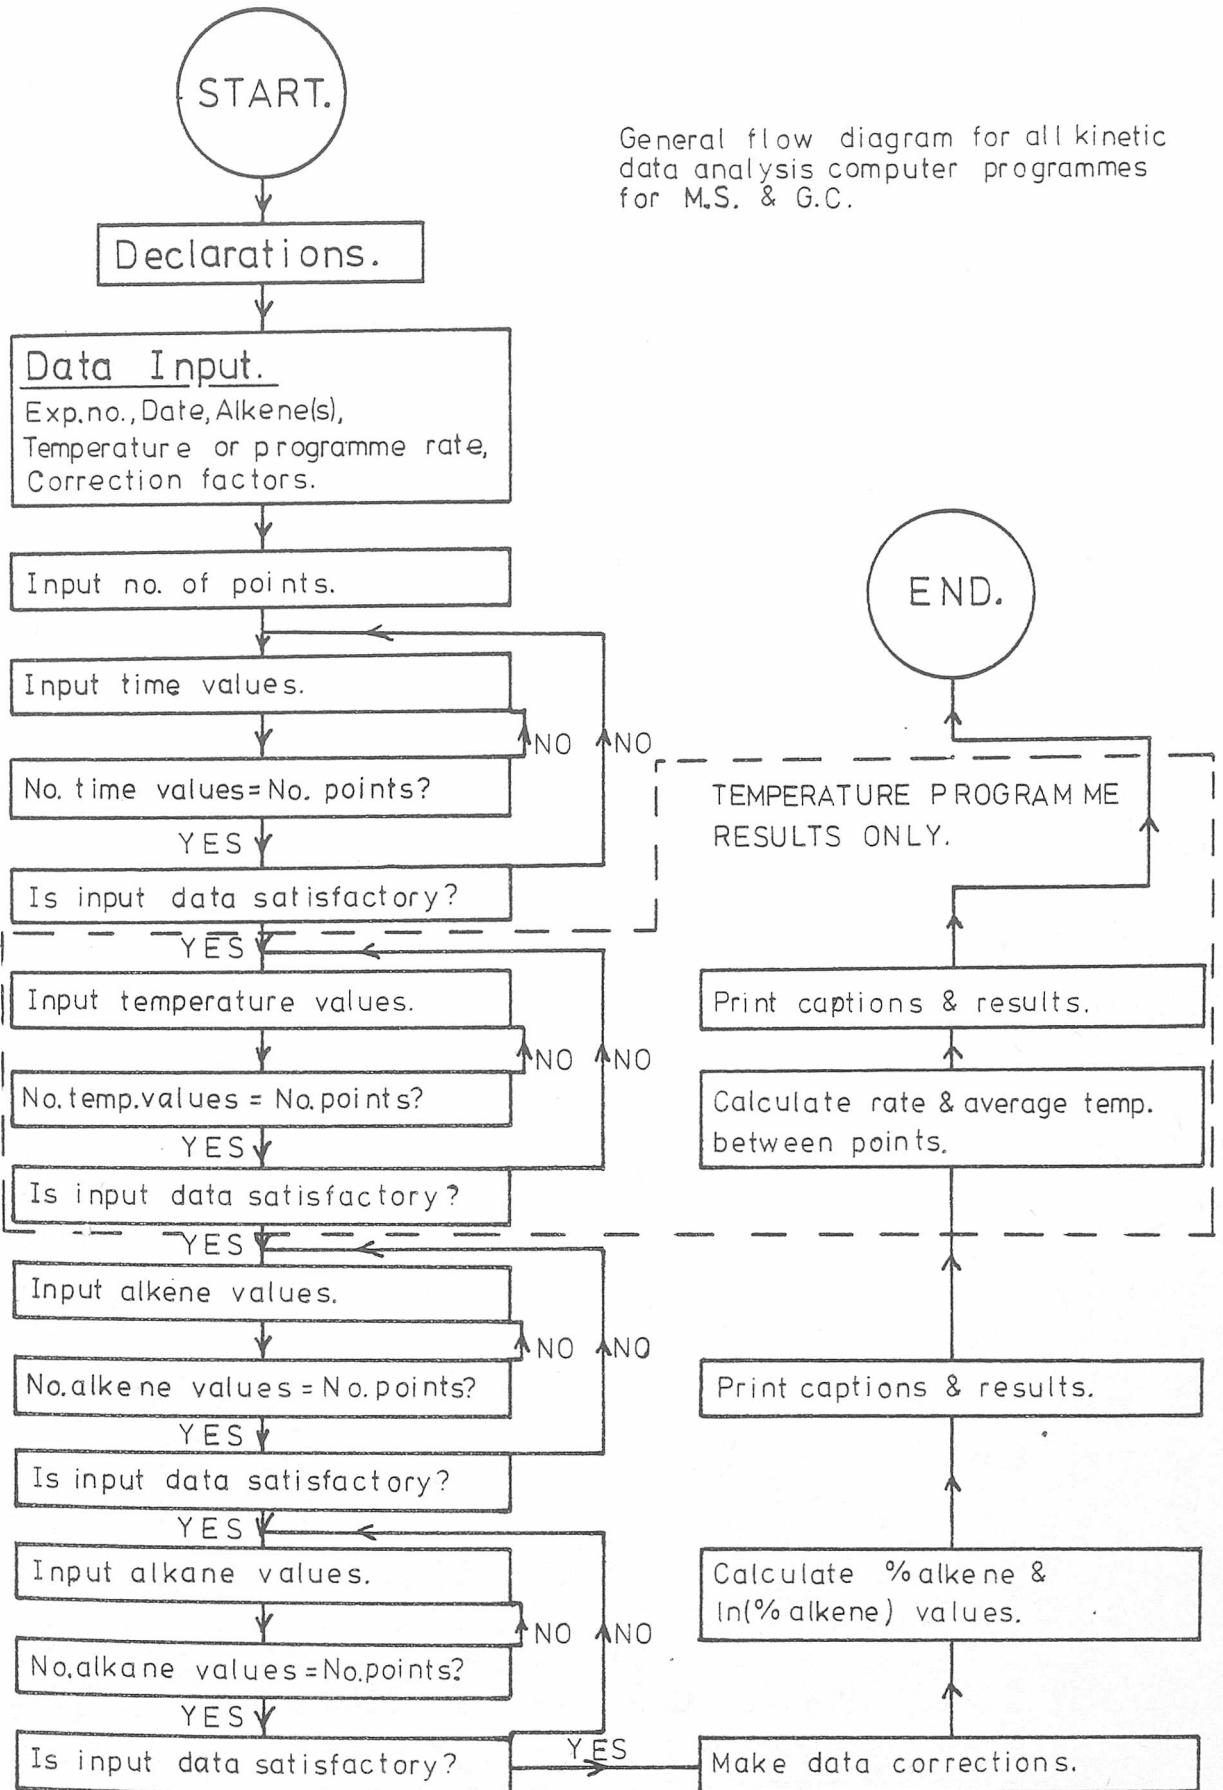 START.
General flow diagram for all kinetic
data analysis computer programmes
for M.S. & G.C.
Declarations.
Data Input.
Exp.no., Date, Alkene(s),
Temperature or programme rate,
Correction factors.
Input no. of points.
Input time values.
NO NO
No. time values = No. points?
YES
Is input data satisfactory?
YES
Input temperature values.
NO NO
No.temp.values = No.points?
YES
Is input data satisfactory?
YES
Input alkene values.
NO NO
No.alkene values = No.points?
YES
Is input data satisfactory?
YES
Input alkane values.
NO NO
No.alkane values = No.points?
YES
Is input data satisfactory?
YES
Make data corrections.
Calculate % alkene &
ln(% alkene) values.
Print captions & results.
Calculate rate & average temp.
between points.
Print captions & results.
TEMPERATURE PROGRAMME
RESULTS ONLY.
END.